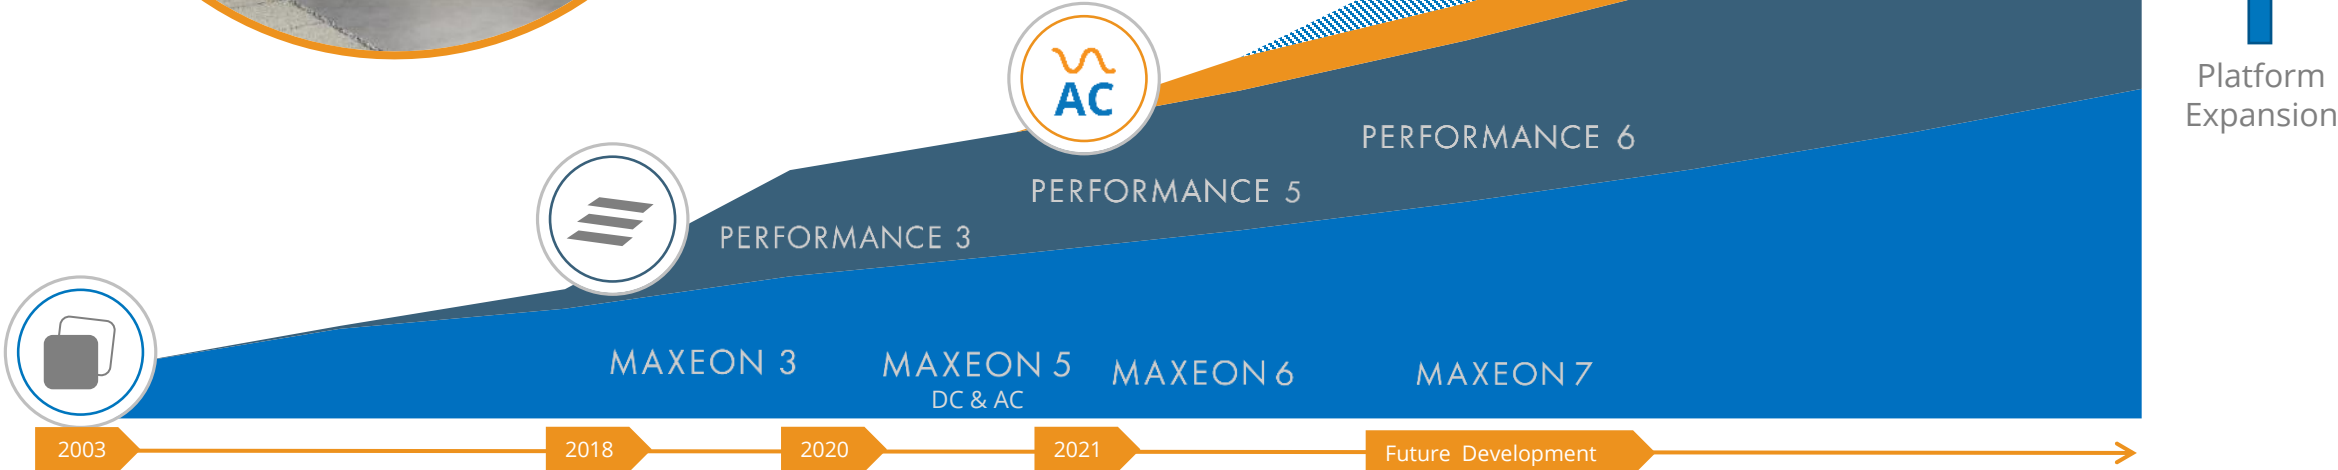 AC
Platform
Expansion
PERFORMANCE 6
PERFORMANCE 5
PERFORMANCE 3
MAXEON 3
MAXEON 5
DC & AC
MAXEON 6
MAXEON 7
2003
2018
2020
2021
Future Development